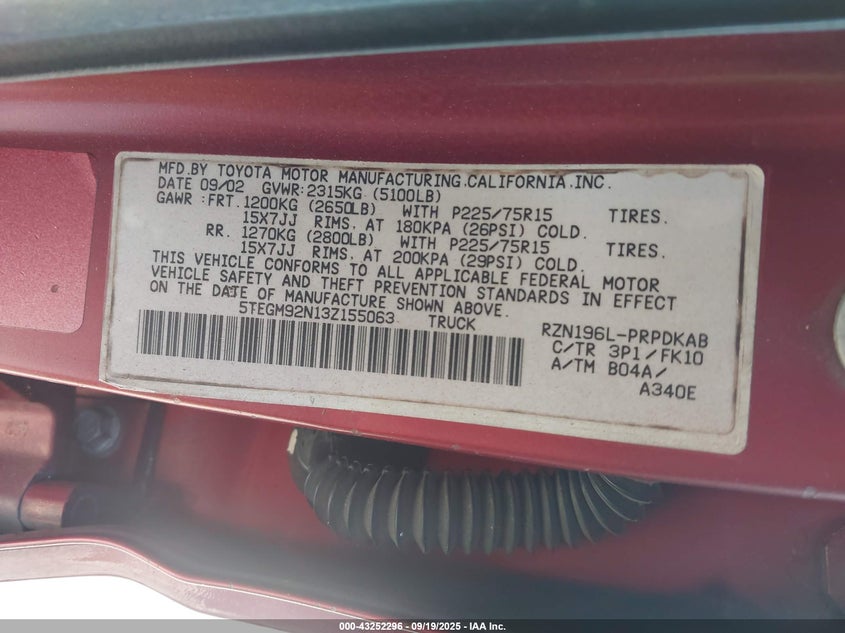 MFD.BY TOYOTA MOTOR MANUFACTURING.CALIFORNIA.INC.
DATE 09/02 GVWR:2315KG (5100LB)
GAWR :FRT.1200KG (2650LB) WITH P225/75R15 TIRES.
15X7JJ RIMS. AT 180KPA (26PSI) COLD.
RR. 1270KG (2800LB) WITH P225/75R15 TIRES.
15X7JJ RIMS. AT 200KPA (29PSI) COLD.
THIS VEHICLE CONFORMS TO ALL APPLICABLE FEDERAL MOTOR
VEHICLE SAFETY AND THEFT PREVENTION STANDARDS IN EFFECT
ON THE DATE OF MANUFACTURE SHOWN ABOVE.
5TEGM92N13Z155063 TRUCK RZN196L-PRPDKAB
C/TR 3P1/FK10
A/TM B04A/
A340E
000-43252296 - 09/19/2025 - IAA Inc.